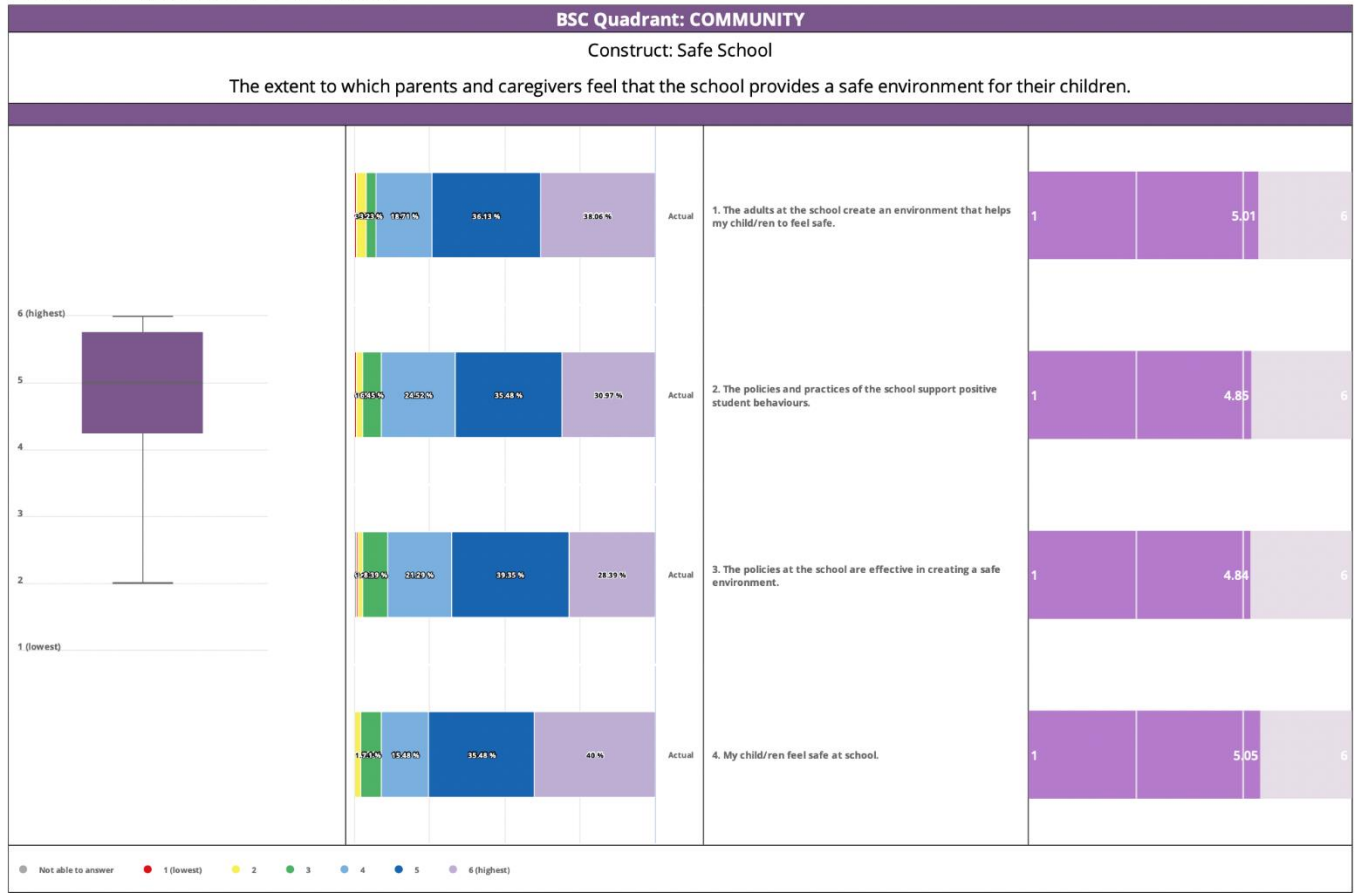 BSC Quadrant: COMMUNITY
Construct: Safe School
The extent to which parents and caregivers feel that the school provides a safe environment for their children.
6 (highest)
5
4
3
2
1 (lowest)
3.23 % 18.71 % 36.13 % 38.06 % Actual
1. The adults at the school create an environment that helps
my child/ren to feel safe.
1 5.01 6
6.45 % 24.52 % 35.48 % 30.97 % Actual
2. The policies and practices of the school support positive
student behaviours.
1 4.85 6
8.39 % 21.29 % 39.35 % 28.39 % Actual
3. The policies at the school are effective in creating a safe
environment.
1 4.84 6
15.48 % 35.48 % 40 % Actual
4. My child/ren feel safe at school.
1 5.05 6
Not able to answer 1 (lowest) 2 3 4 5 6 (highest)